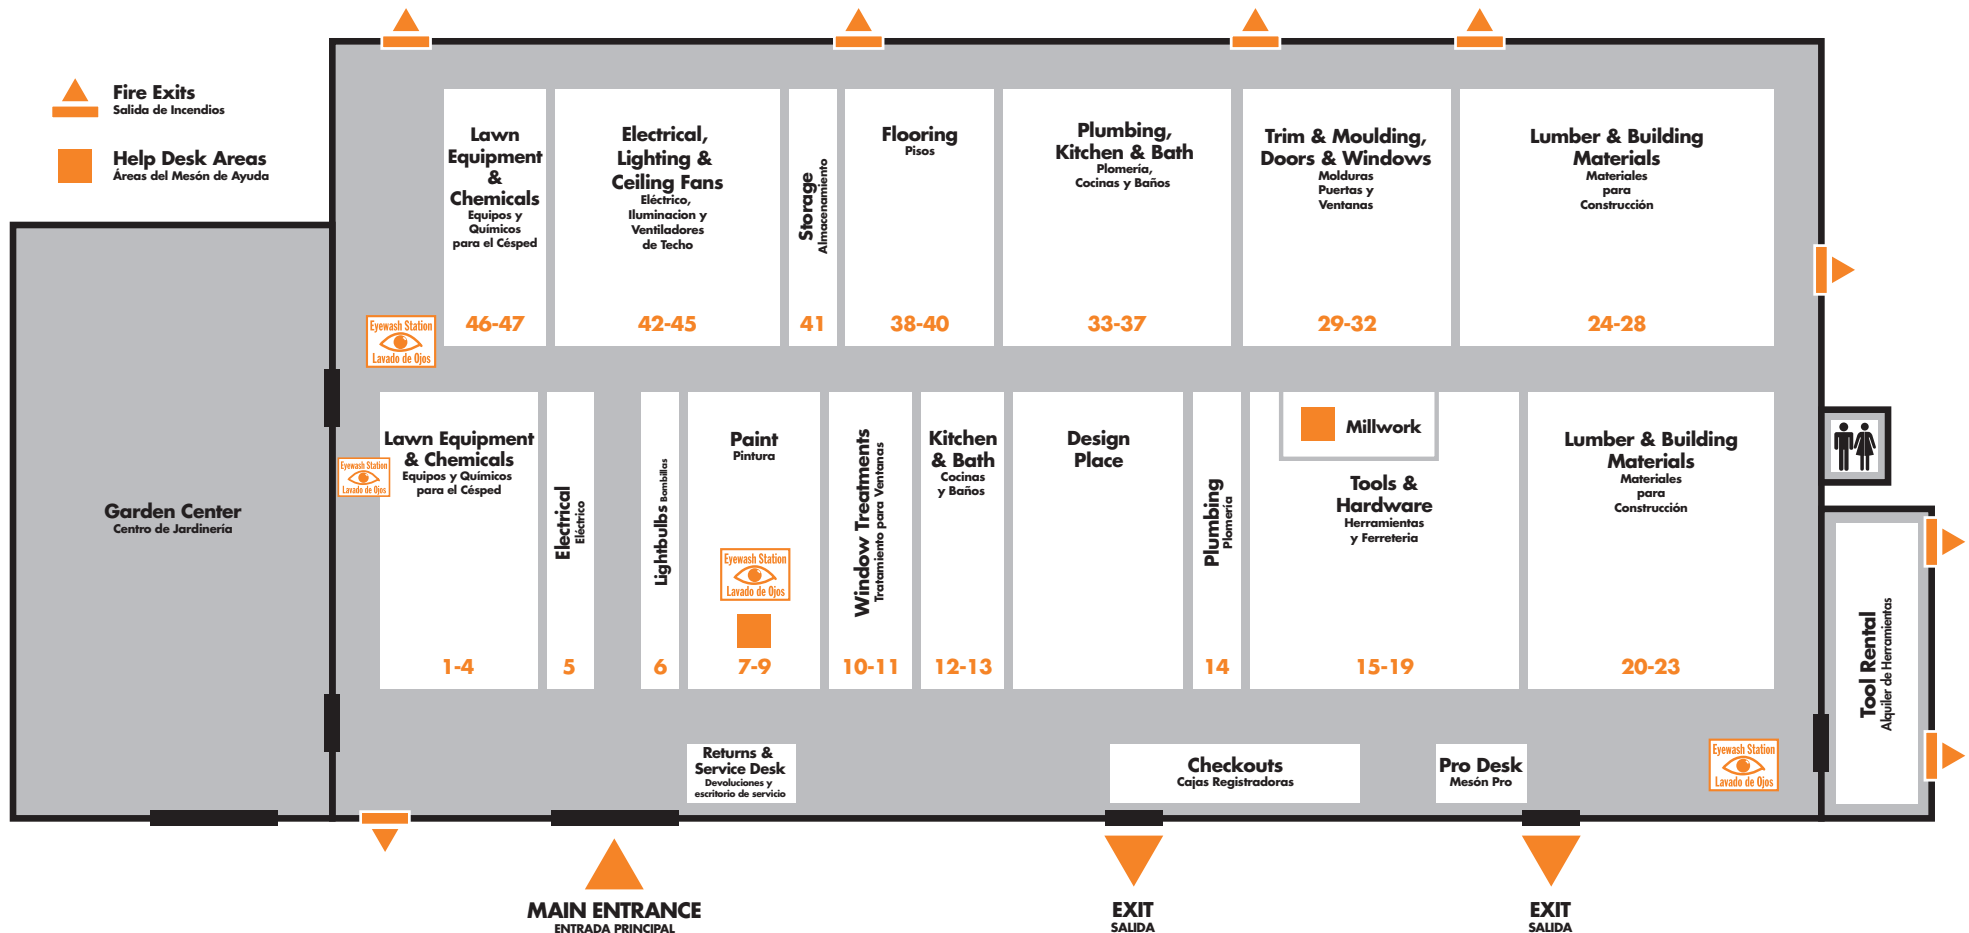 Fire Exits
Salida de Incendios
Help Desk Areas
Áreas del Mesón de Ayuda
Lawn
Equipment
&
Chemicals
Equipos y
Químicos
para el Césped
46-47
Electrical,
Lighting &
Ceiling Fans
Eléctrico,
Iluminacion y
Ventiladores
de Techo
42-45
Storage
Almacenamiento
41
Flooring
Pisos
38-40
Plumbing,
Kitchen & Bath
Plomería,
Cocinas y Baños
33-37
Trim & Moulding,
Doors & Windows
Molduras
Puertas y
Ventanas
29-32
Lumber & Building
Materials
Materiales
para
Construcción
24-28
Eyewash Station
Lavado de Ojos
Garden Center
Centro de Jardinería
Eyewash Station
Lavado de Ojos
Lawn Equipment
& Chemicals
Equipos y Químicos
para el Césped
1-4
Electrical
Eléctrico
5
Lightbulbs Bombillas
6
Paint
Pintura
Eyewash Station
Lavado de Ojos
7-9
Window Treatments
Tratamiento para Ventanas
10-11
Kitchen
& Bath
Cocinas
y Baños
12-13
Design
Place
Plumbing
Plomería
14
Millwork
Tools &
Hardware
Herramientas
y Ferreteria
15-19
Lumber & Building
Materials
Materiales
para
Construcción
20-23
Tool Rental
Alquiler de Herramientas
Returns &
Service Desk
Devoluciones y
escritorio de servicio
Checkouts
Cajas Registradoras
Pro Desk
Mesón Pro
Eyewash Station
Lavado de Ojos
MAIN ENTRANCE
ENTRADA PRINCIPAL
EXIT
SALIDA
EXIT
SALIDA